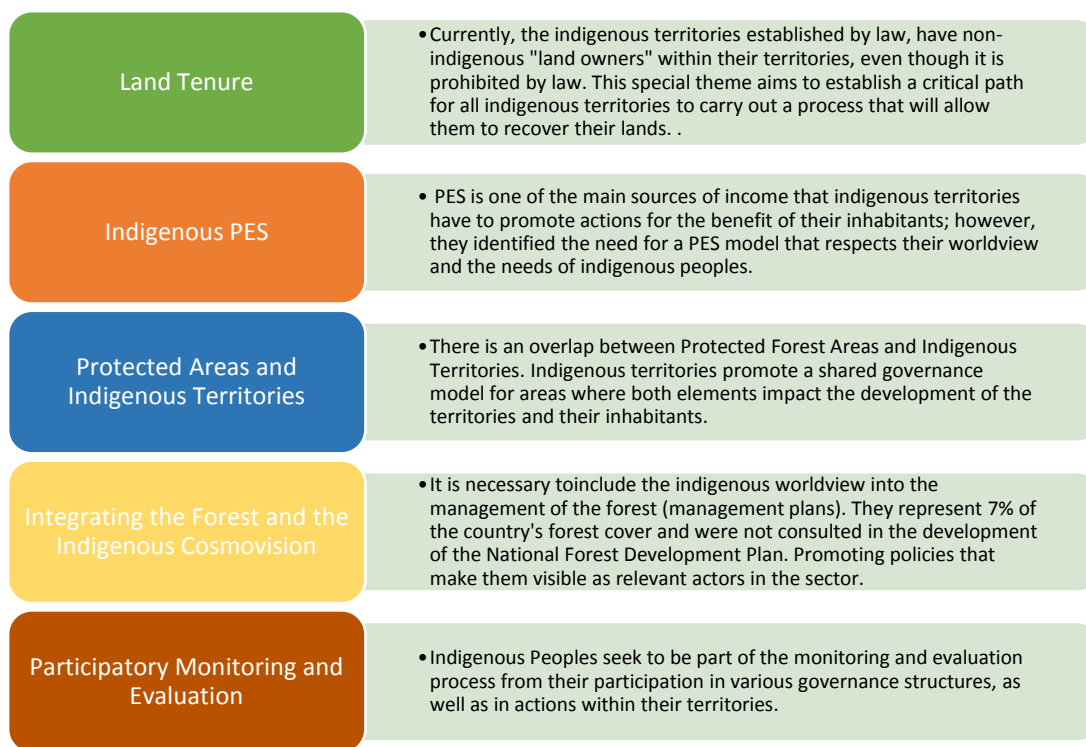 Land Tenure
•Currently, the indigenous territories established by law, have non-
indigenous "land owners" within their territories, even though it is
prohibited by law. This special theme aims to establish a critical path
for all indigenous territories to carry out a process that will allow
them to recover their lands. .
Indigenous PES
• PES is one of the main sources of income that indigenous territories
have to promote actions for the benefit of their inhabitants; however,
they identified the need for a PES model that respects their worldview
and the needs of indigenous peoples.
Protected Areas and
Indigenous Territories
•There is an overlap between Protected Forest Areas and Indigenous
Territories. Indigenous territories promote a shared governance
model for areas where both elements impact the development of the
territories and their inhabitants.
Integrating the Forest and the
Indigenous Cosmovision
•It is necessary toinclude the indigenous worldview into the
management of the forest (management plans). They represent 7% of
the country's forest cover and were not consulted in the development
of the National Forest Development Plan. Promoting policies that
make them visible as relevant actors in the sector.
Participatory Monitoring and
Evaluation
•Indigenous Peoples seek to be part of the monitoring and evaluation
process from their participation in various governance structures, as
well as in actions within their territories.